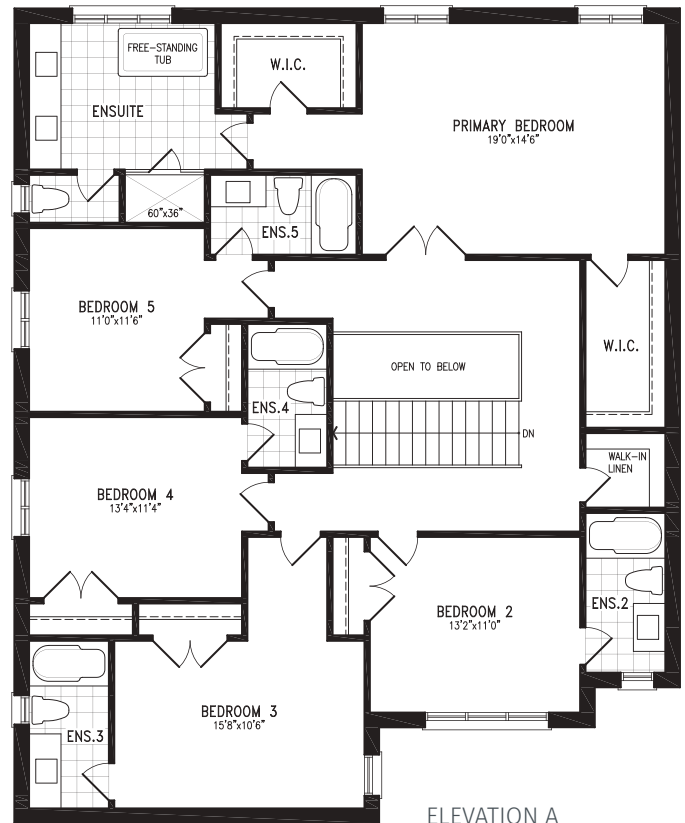 FREE-STANDING
TUB
W.I.C.
ENSUITE
PRIMARY BEDROOM
19'0"x14'6"
60"x36"
ENS.5
BEDROOM 5
11'0"x11'6"
W.I.C.
OPEN TO BELOW
ENS.4
DN
WALK-IN
LINEN
BEDROOM 4
13'4"x11'4"
ENS.2
BEDROOM 2
13'2"x11'0"
BEDROOM 3
15'8"x10'6"
ENS.3
ELEVATION A